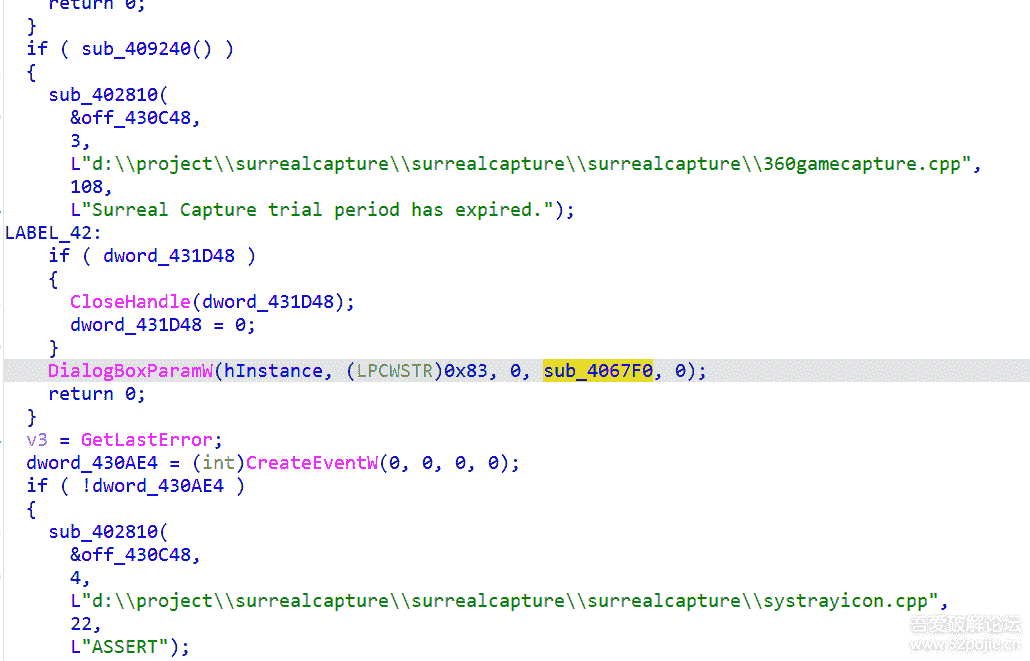 return 0;
}
if ( sub_409240() )
{
sub_402810(
&off_430C48,
3,
L"d:\\project\\surrealcapture\\surrealcapture\\surrealcapture\\360gamecapture.cpp",
108,
L"Surreal Capture trial period has expired.");
LABEL_42:
if ( dword_431D48 )
{
CloseHandle(dword_431D48);
dword_431D48 = 0;
}
DialogBoxParamW(hInstance, (LPCWSTR)0x83, 0, sub_4067F0, 0);
return 0;
}
v3 = GetLastError;
dword_430AE4 = (int)CreateEventW(0, 0, 0, 0);
if ( !dword_430AE4 )
{
sub_402810(
&off_430C48,
4,
L"d:\\project\\surrealcapture\\surrealcapture\\surrealcapture\\systrayicon.cpp",
22,
L"ASSERT");
吾爱破解论坛
www.52pojie.cn